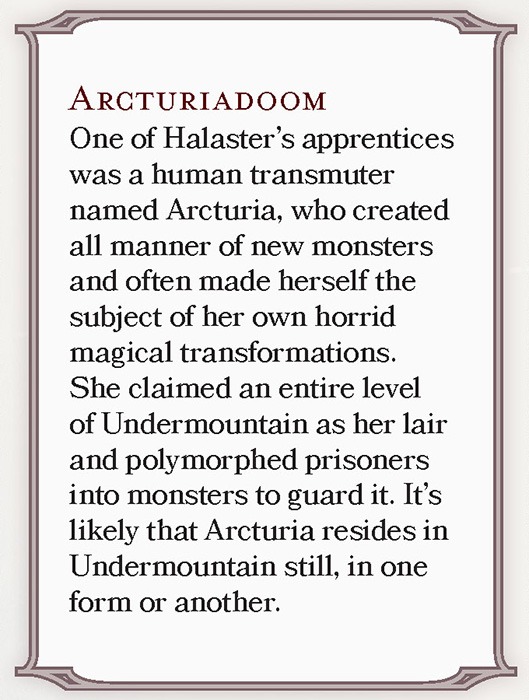 Arcturiadoom
One of Halaster's apprentices
was a human transmuter
named Arcturia, who created
all manner of new monsters
and often made herself the
subject of her own horrid
magical transformations.
She claimed an entire level
of Undermountain as her lair
and polymorphed prisoners
into monsters to guard it. It's
likely that Arcturia resides in
Undermountain still, in one
form or another.